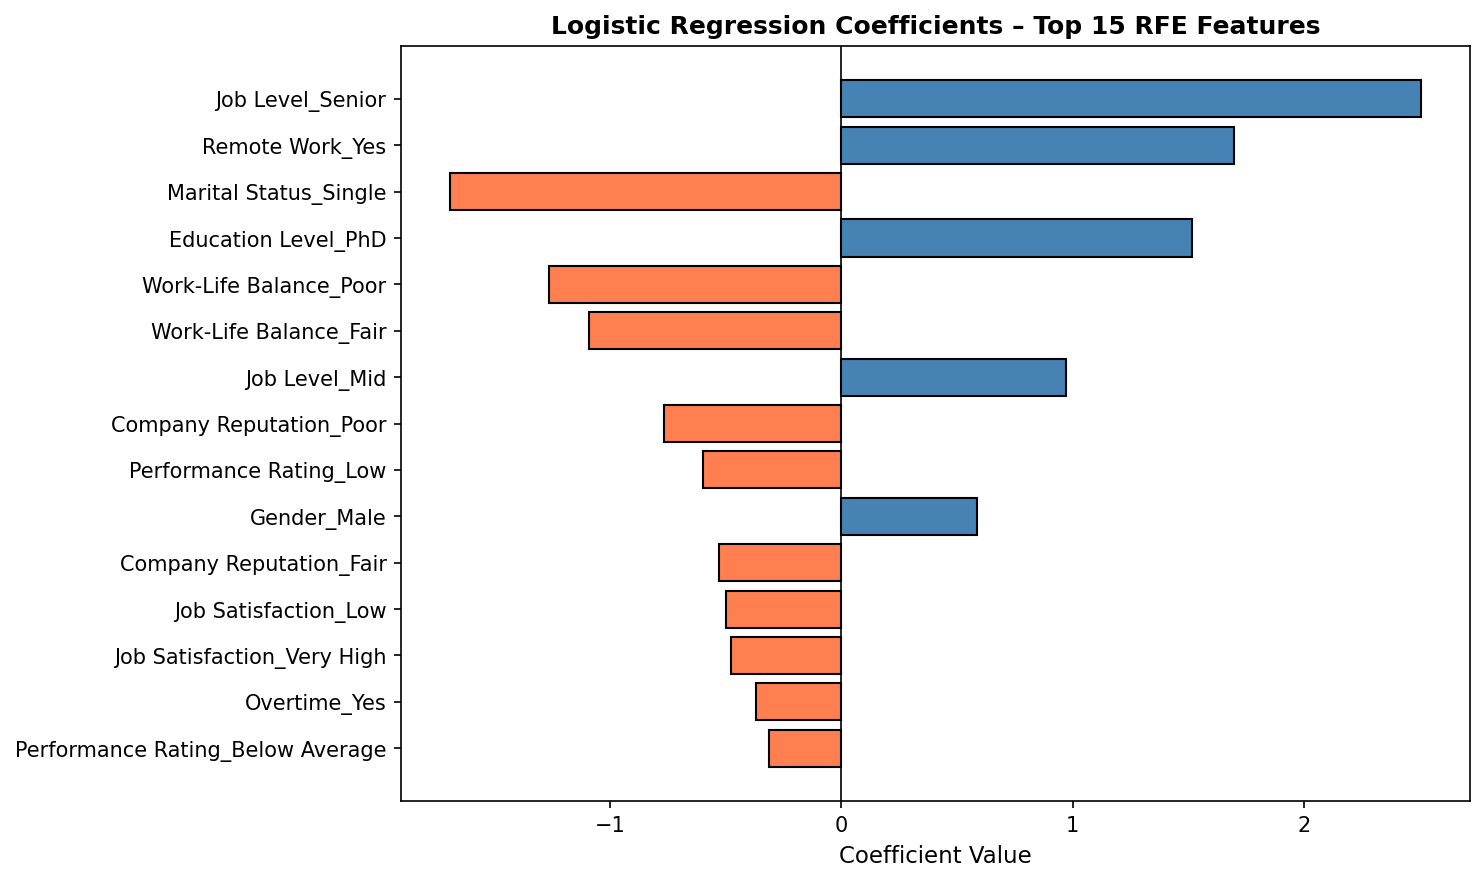 Logistic Regression Coefficients – Top 15 RFE Features
Job Level_Senior
Remote Work_Yes
Marital Status_Single
Education Level_PhD
Work-Life Balance_Poor
Work-Life Balance_Fair
Job Level_Mid
Company Reputation_Poor
Performance Rating_Low
Gender_Male
Company Reputation_Fair
Job Satisfaction_Low
Job Satisfaction_Very High
Overtime_Yes
Performance Rating_Below Average
−1 0 1 2
Coefficient Value